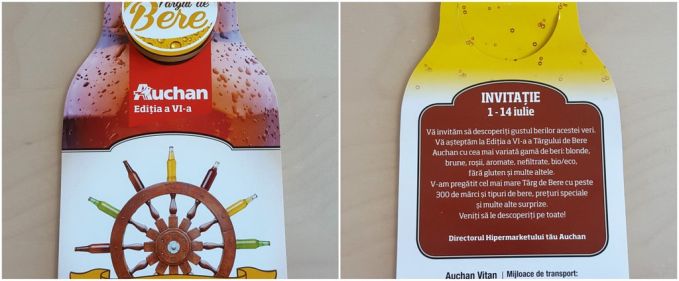 Târgul de
Bere
Auchan
Ediția a VI-a
INVITAȚIE
1 - 14 iulie
Vă invităm să descoperiți gustul berilor acestei veri.
Vă așteptăm la Ediția a VI-a a Târgului de Bere
Auchan cu cea mai variată gamă de beri: blonde,
brune, roșii, aromate, nefiltrate, bio/eco,
fără gluten și multe altele.
V-am pregătit cel mai mare Târg de Bere cu peste
300 de mărci și tipuri de bere, prețuri speciale
și multe alte surprize.
Veniți să le descoperiți pe toate!
Directorul Hipermarketului tău Auchan
Auchan Vitan | Mijloace de transport: